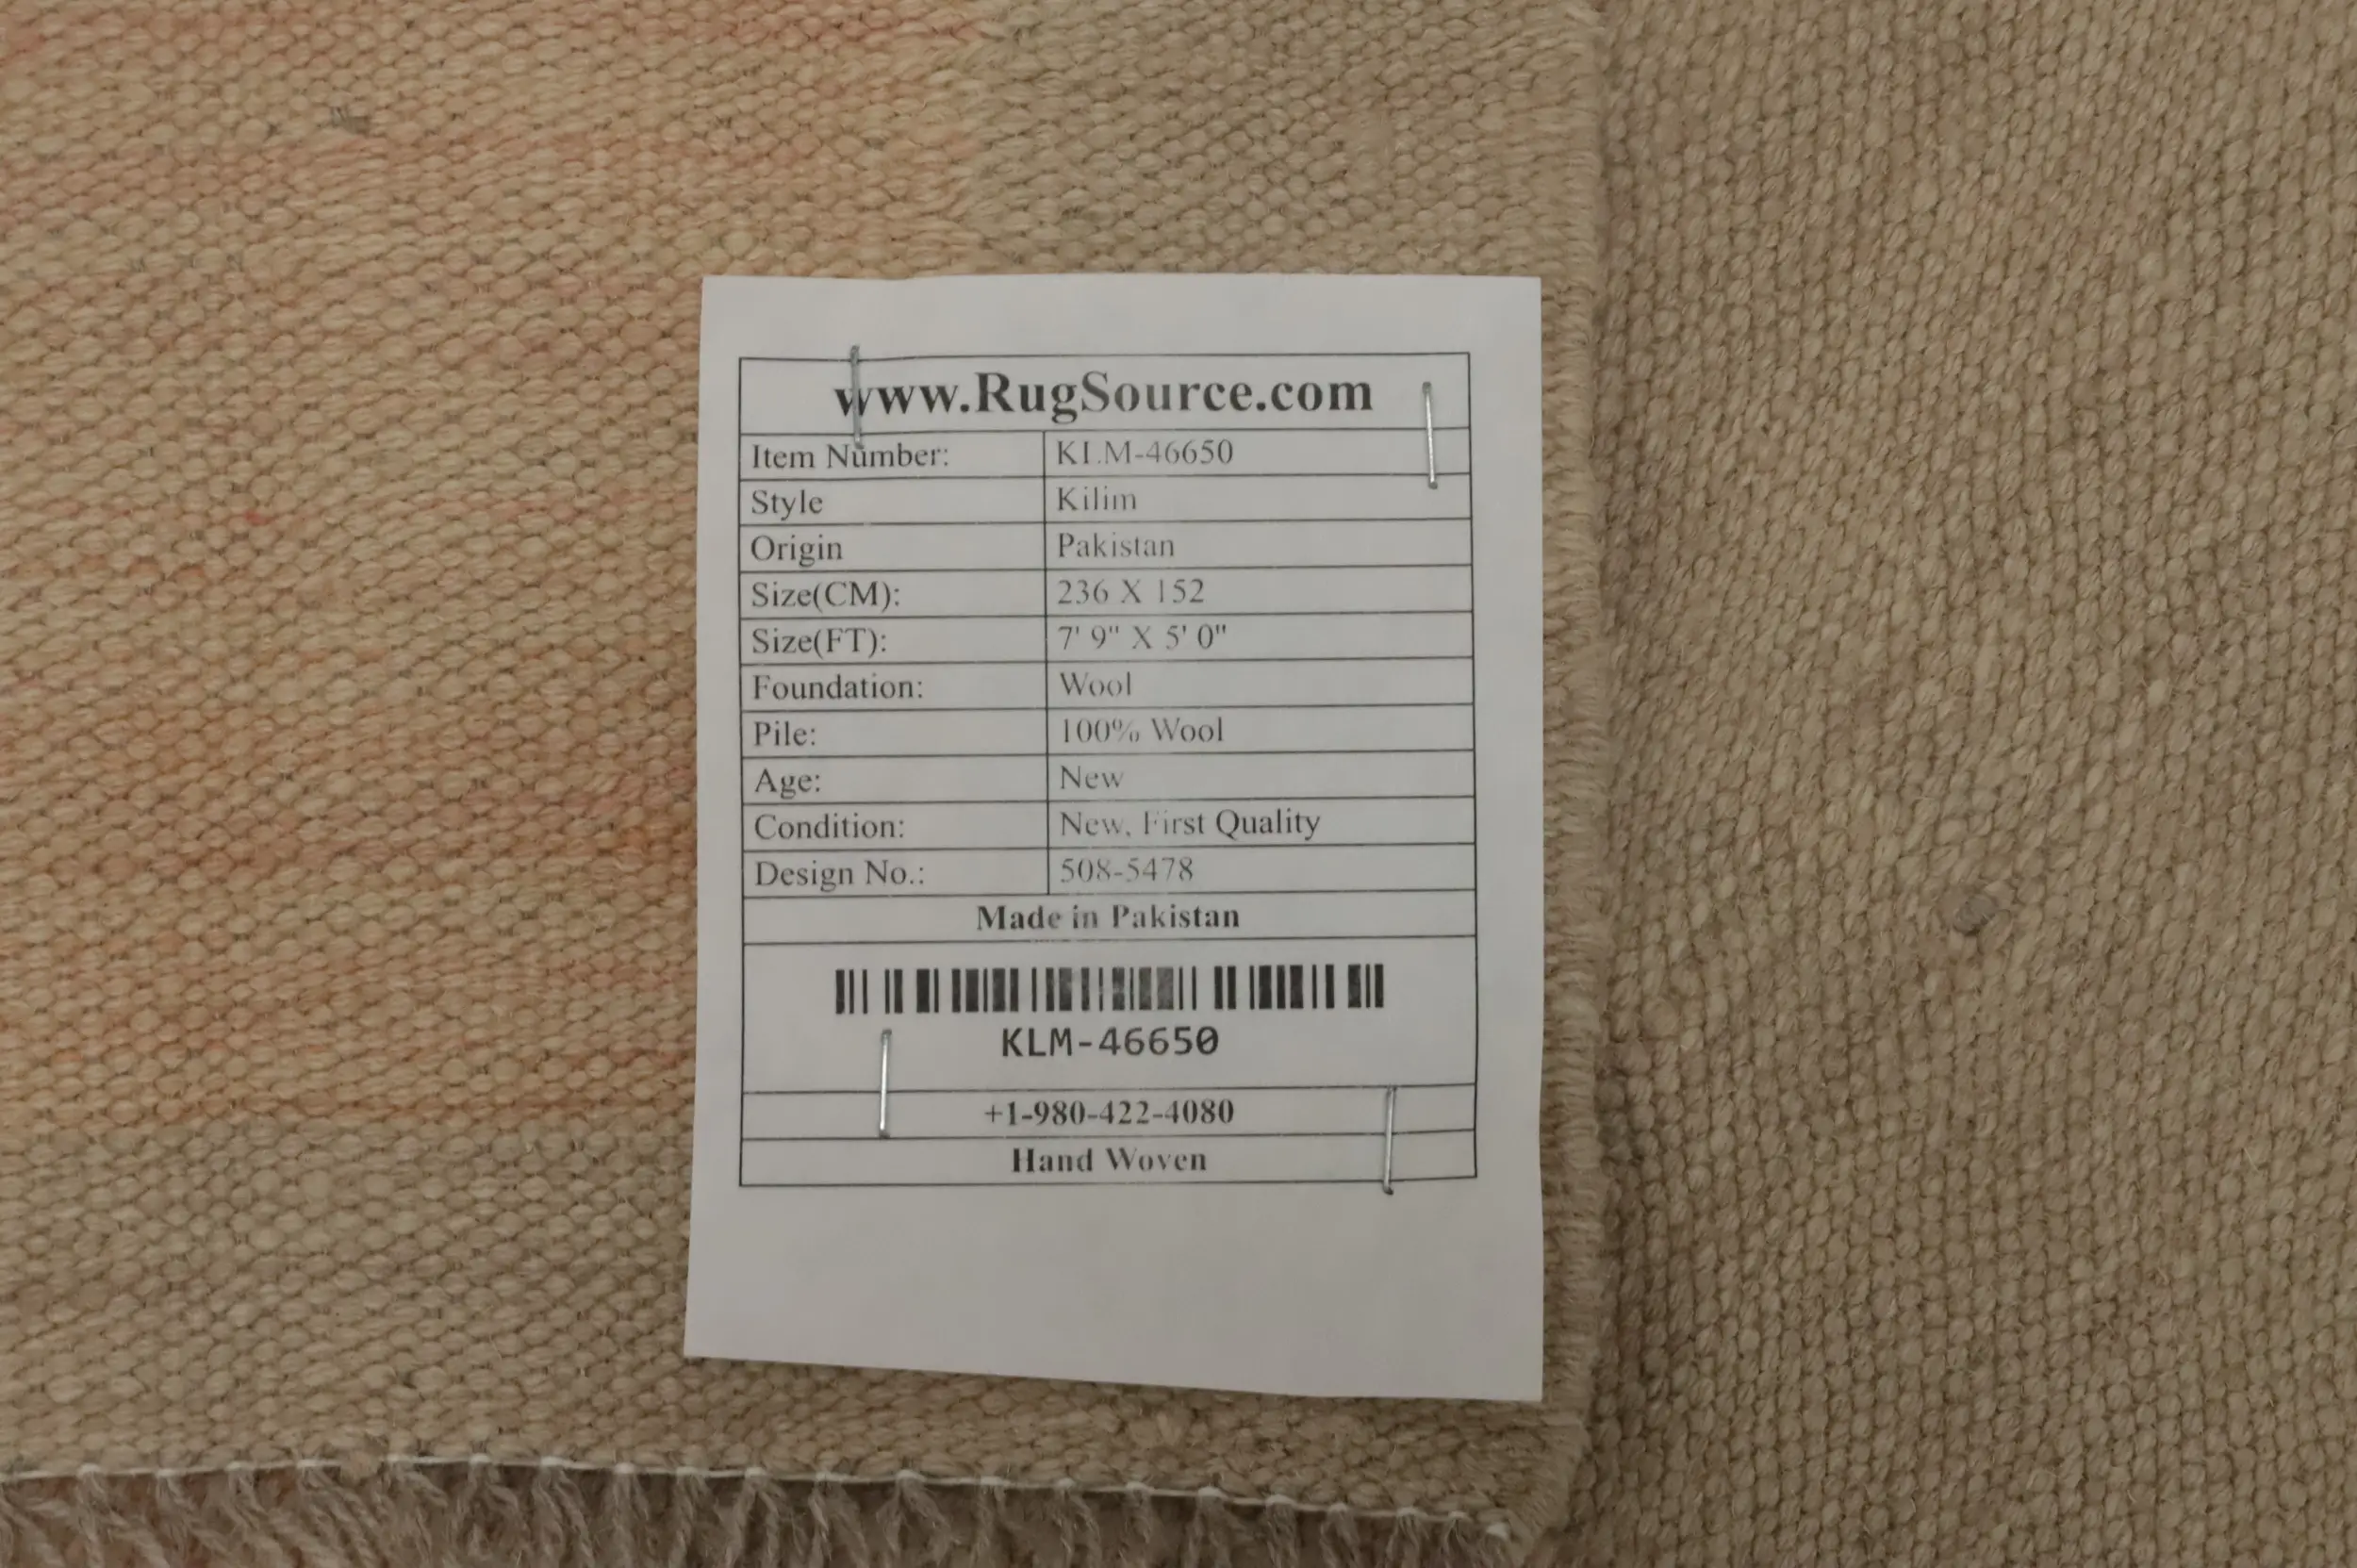 www.RugSource.com
Item Number: KLM-46650
Style Kilim
Origin Pakistan
Size(CM): 236 X 152
Size(FT): 7' 9" X 5' 0"
Foundation: Wool
Pile: 100% Wool
Age: New
Condition: New, First Quality
Design No.: 508-5478
Made in Pakistan
KLM-46650
+1-980-422-4080
Hand Woven